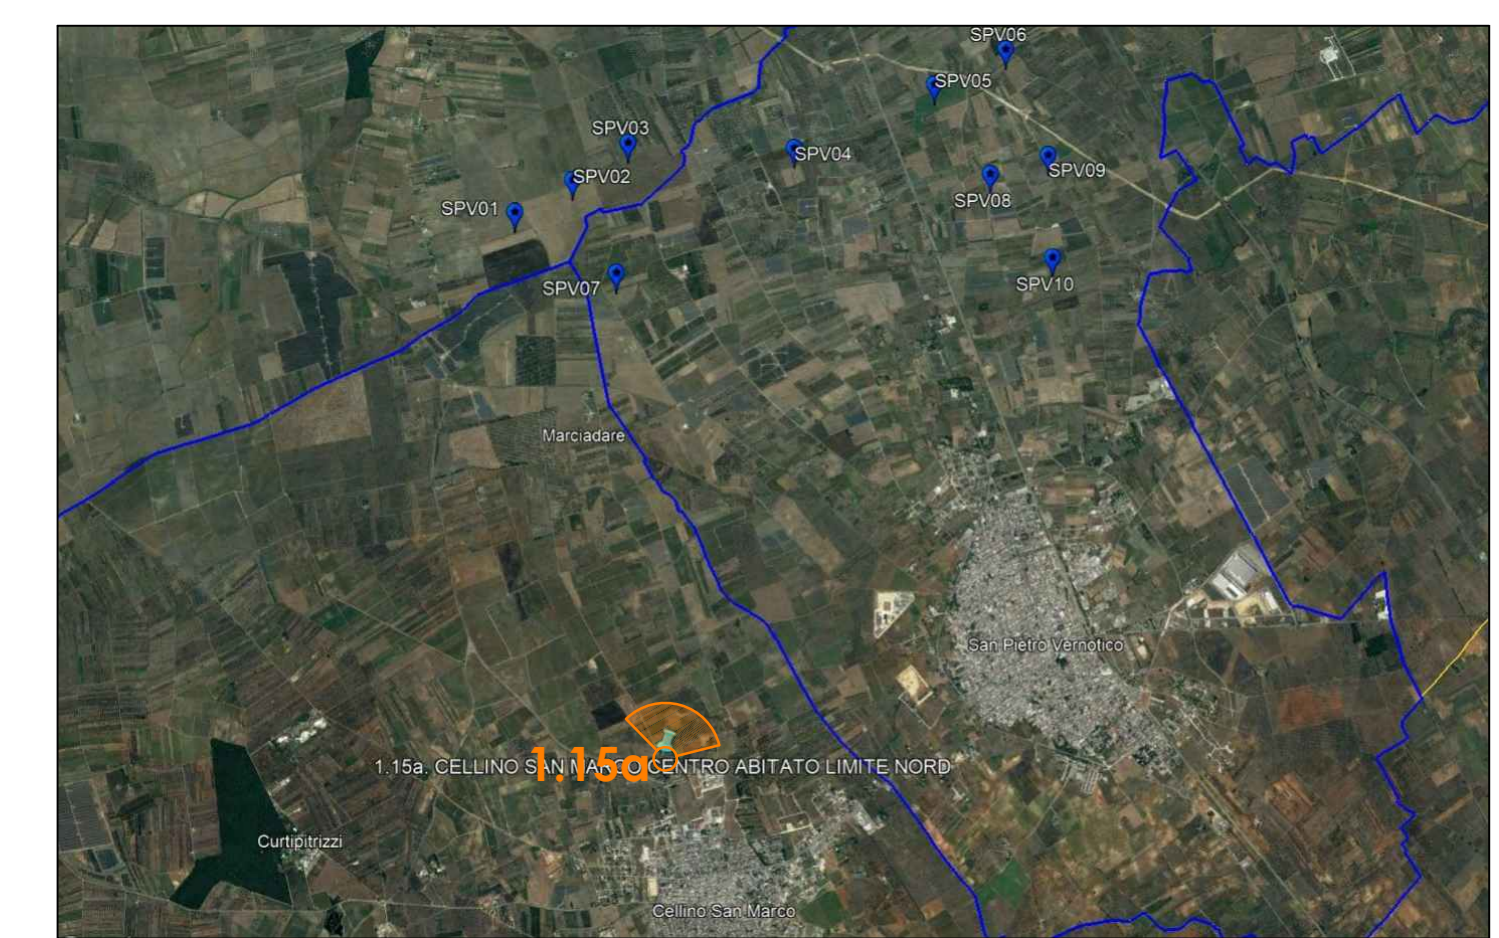 SPV06
SPV05
SPV03
SPV04
SPV02
SPV09
SPV08
SPV01
SPV10
SPV07
Marciadare
San Pietro Vernotico
1.15a
1.15a. CELLINO SAN MARCO CENTRO ABITATO LIMITE NORD
Curtipitrizzi
Cellino San Marco